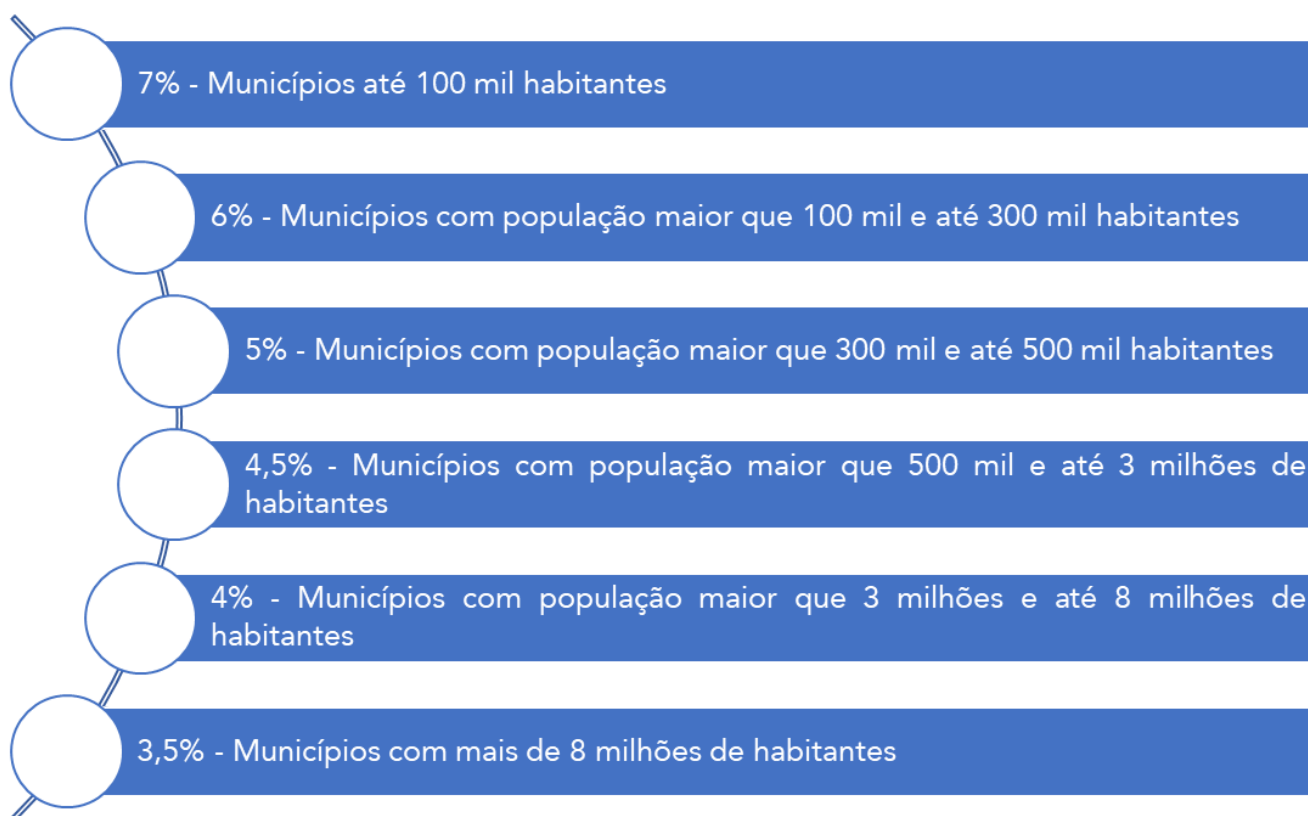 7% - Municípios até 100 mil habitantes
6% - Municípios com população maior que 100 mil e até 300 mil habitantes
5% - Municípios com população maior que 300 mil e até 500 mil habitantes
4,5% - Municípios com população maior que 500 mil e até 3 milhões de
habitantes
4% - Municípios com população maior que 3 milhões e até 8 milhões de
habitantes
3,5% - Municípios com mais de 8 milhões de habitantes